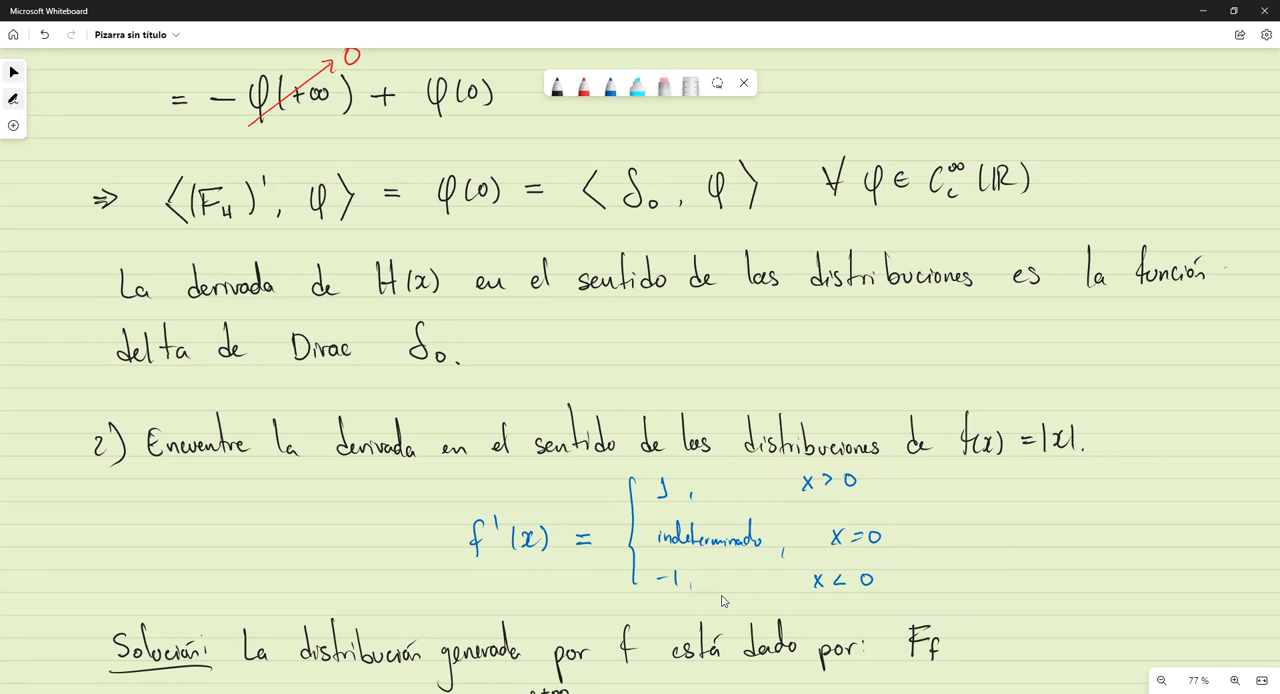 Microsoft Whiteboard
Pizarra sin título
0
= - φ(+∞) + φ(0)
⇒ ⟨(F_H)', φ⟩ = φ(0) = ⟨δ₀, φ⟩ ∀ φ ∈ C_c^∞(ℝ)
La derivada de H(x) en el sentido de las distribuciones es la función
delta de Dirac δ₀.
2) Encuentre la derivada en el sentido de las distribuciones de f(x) = |x|.
1, x > 0
f'(x) = { indeterminado, x = 0
-1, x < 0
Solución: La distribución generada por f está dado por: F_f
+∞
77 %